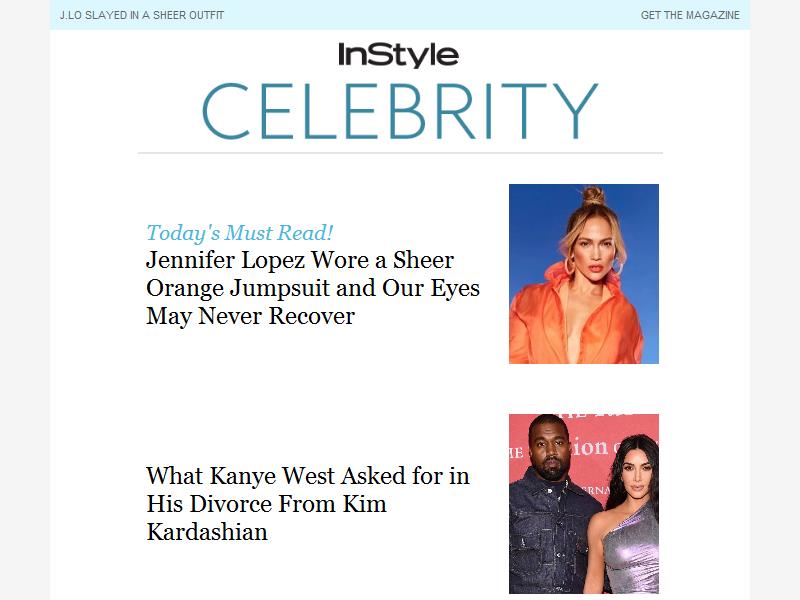 J.LO SLAYED IN A SHEER OUTFIT
GET THE MAGAZINE
InStyle
CELEBRITY
Today's Must Read!
Jennifer Lopez Wore a Sheer
Orange Jumpsuit and Our Eyes
May Never Recover
What Kanye West Asked for in
His Divorce From Kim
Kardashian